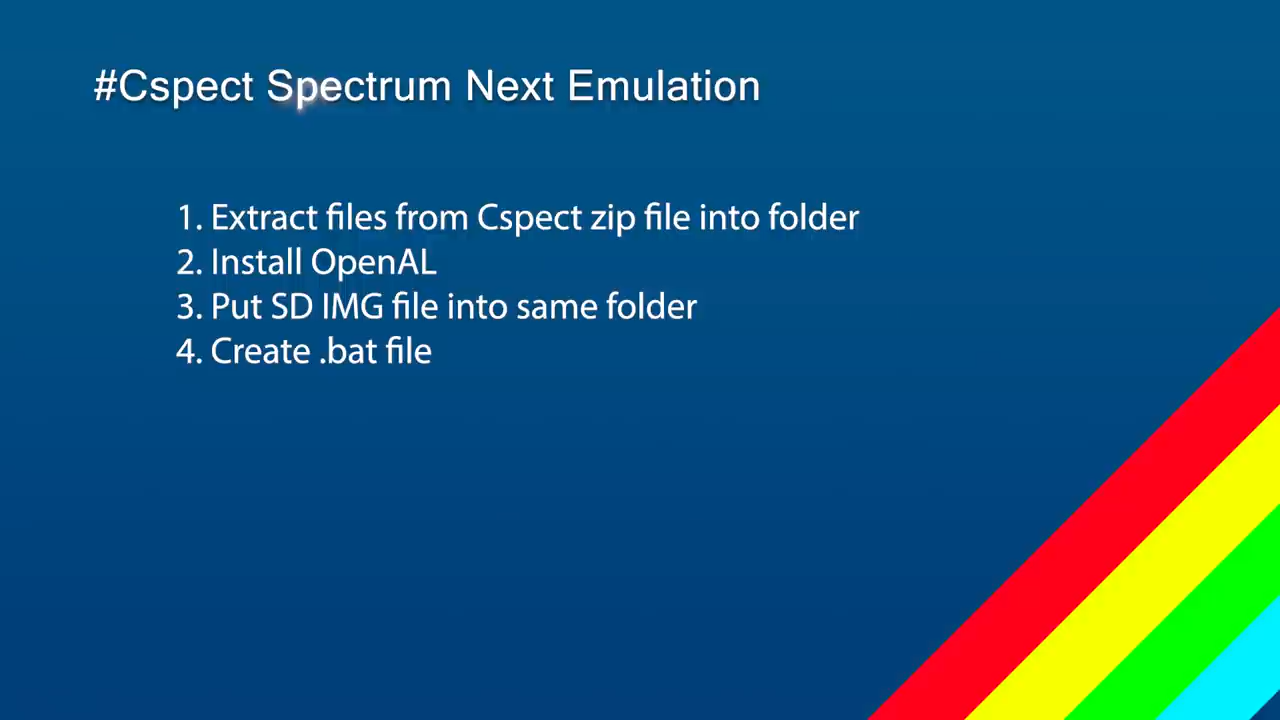 #Cspect Spectrum Next Emulation
1. Extract files from Cspect zip file into folder
2. Install OpenAL
3. Put SD IMG file into same folder
4. Create .bat file